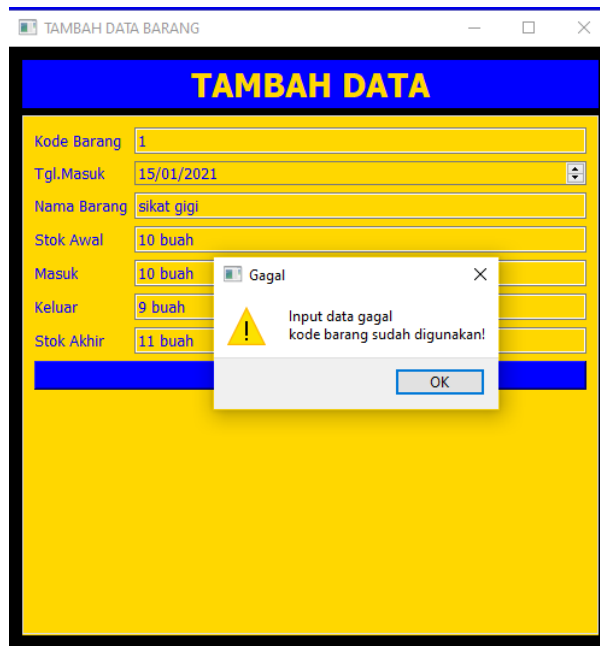 TAMBAH DATA BARANG
TAMBAH DATA
Kode Barang 1
Tgl.Masuk 15/01/2021
Nama Barang sikat gigi
Stok Awal 10 buah
Masuk 10 buah
Keluar 9 buah
Stok Akhir 11 buah
Gagal
Input data gagal
kode barang sudah digunakan!
OK